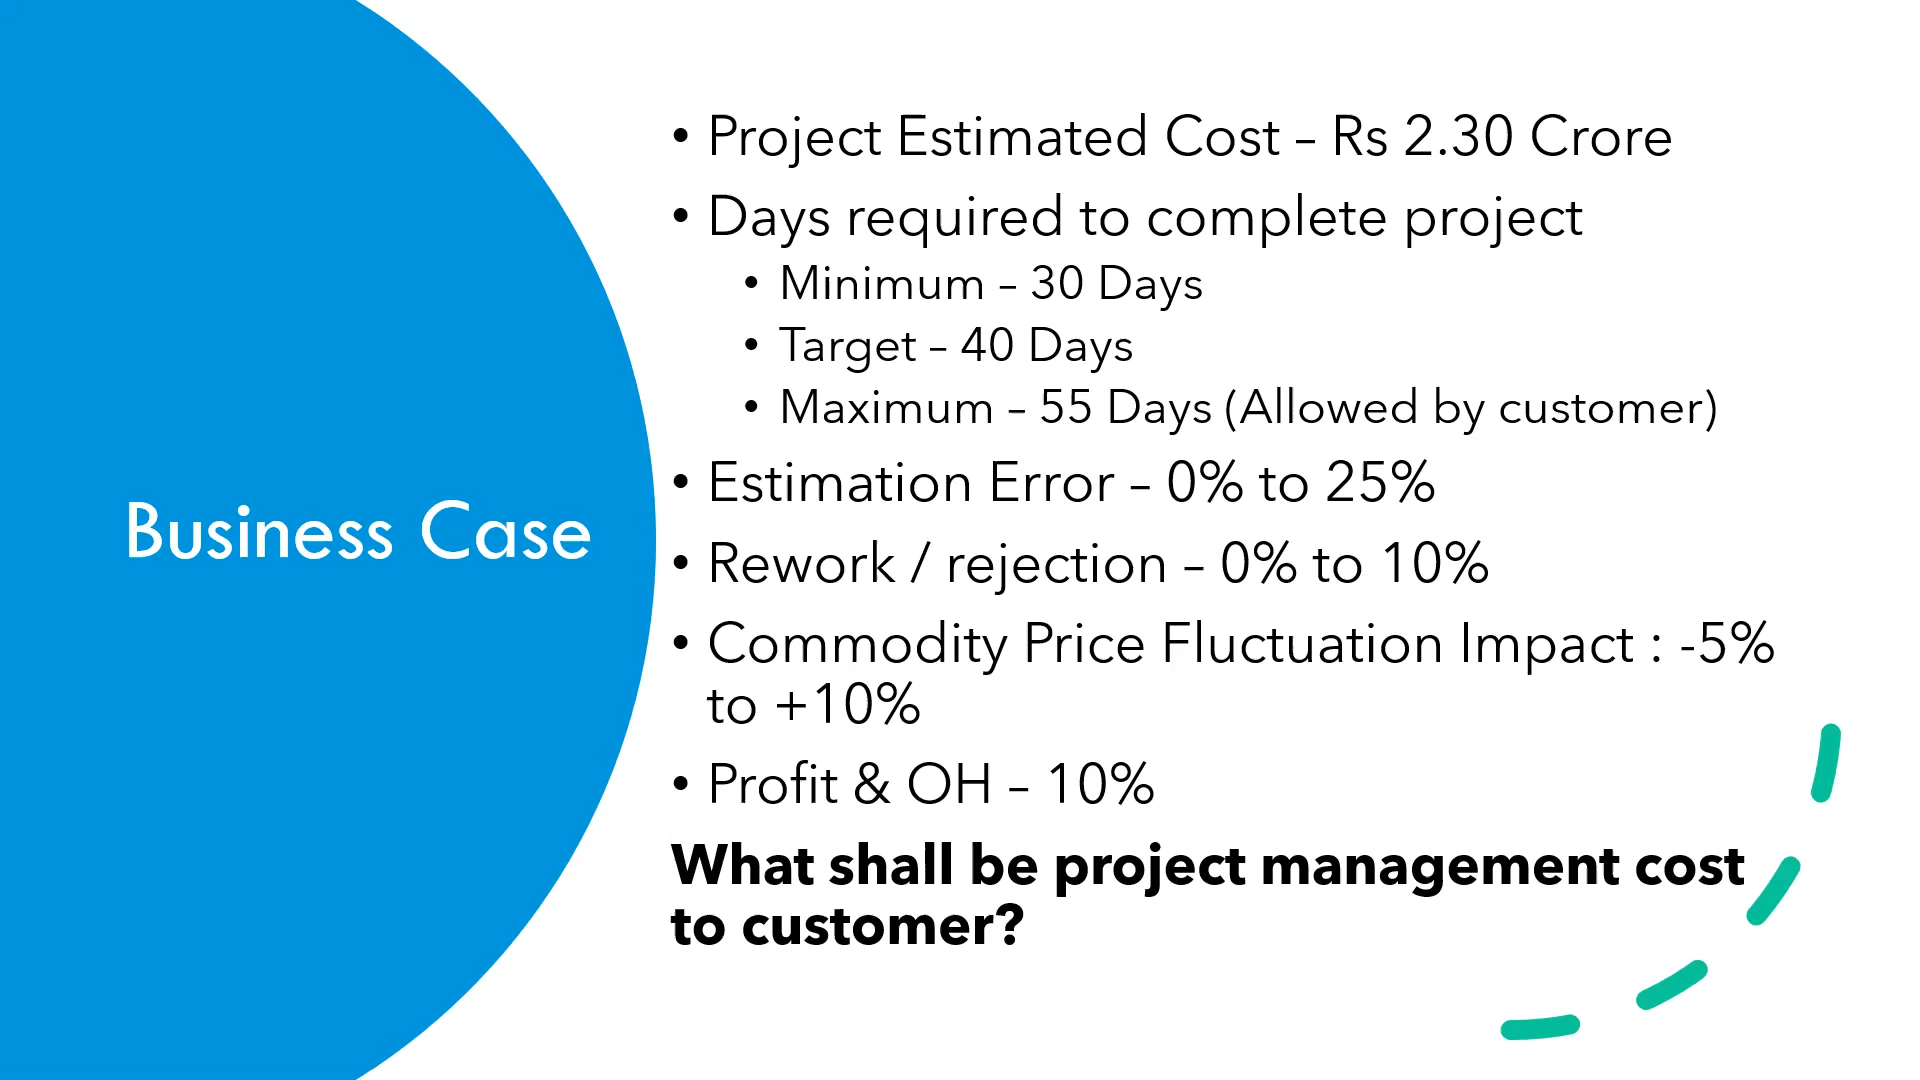 Business Case
• Project Estimated Cost – Rs 2.30 Crore
• Days required to complete project
• Minimum – 30 Days
• Target – 40 Days
• Maximum – 55 Days (Allowed by customer)
• Estimation Error – 0% to 25%
• Rework / rejection – 0% to 10%
• Commodity Price Fluctuation Impact : -5%
to +10%
• Profit & OH – 10%
What shall be project management cost
to customer?